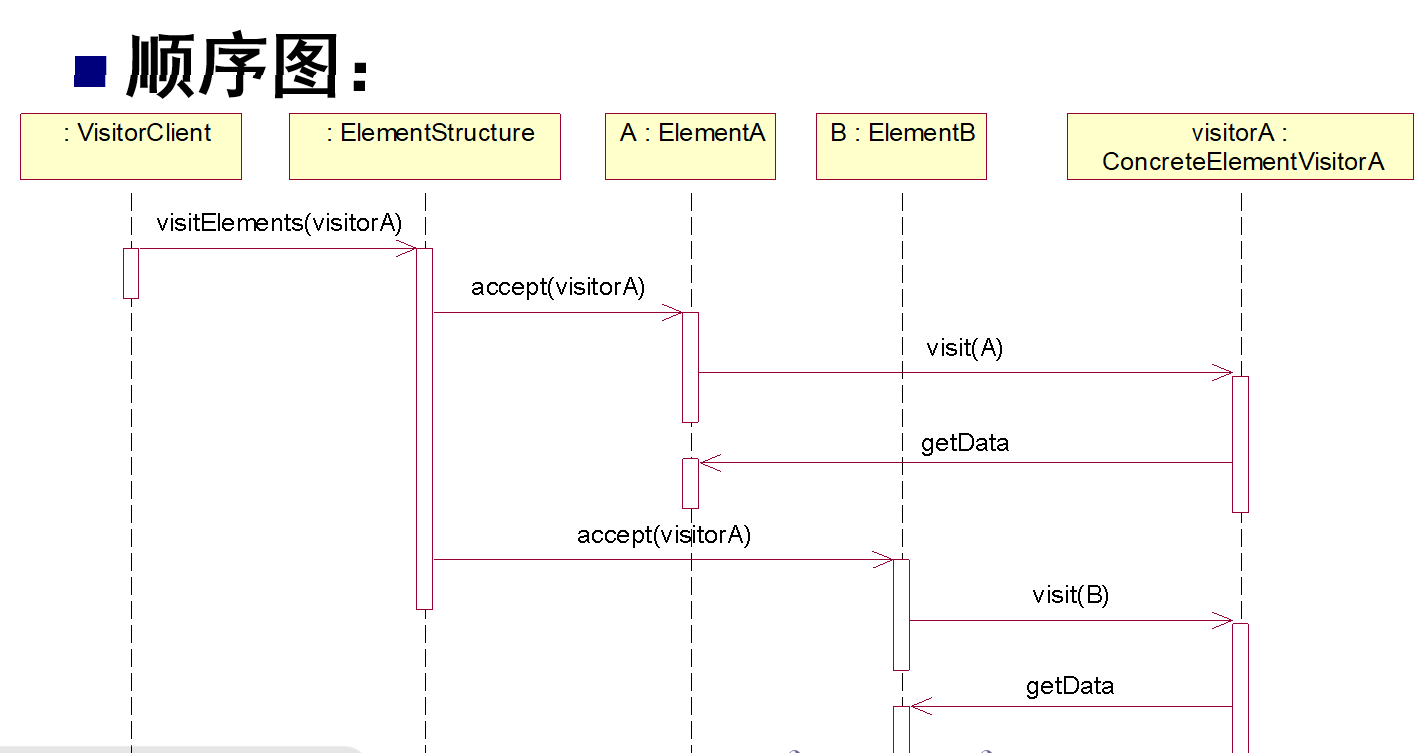 顺序图：
: VisitorClient
: ElementStructure
A : ElementA
B : ElementB
visitorA :
ConcreteElementVisitorA
visitElements(visitorA)
accept(visitorA)
visit(A)
getData
accept(visitorA)
visit(B)
getData